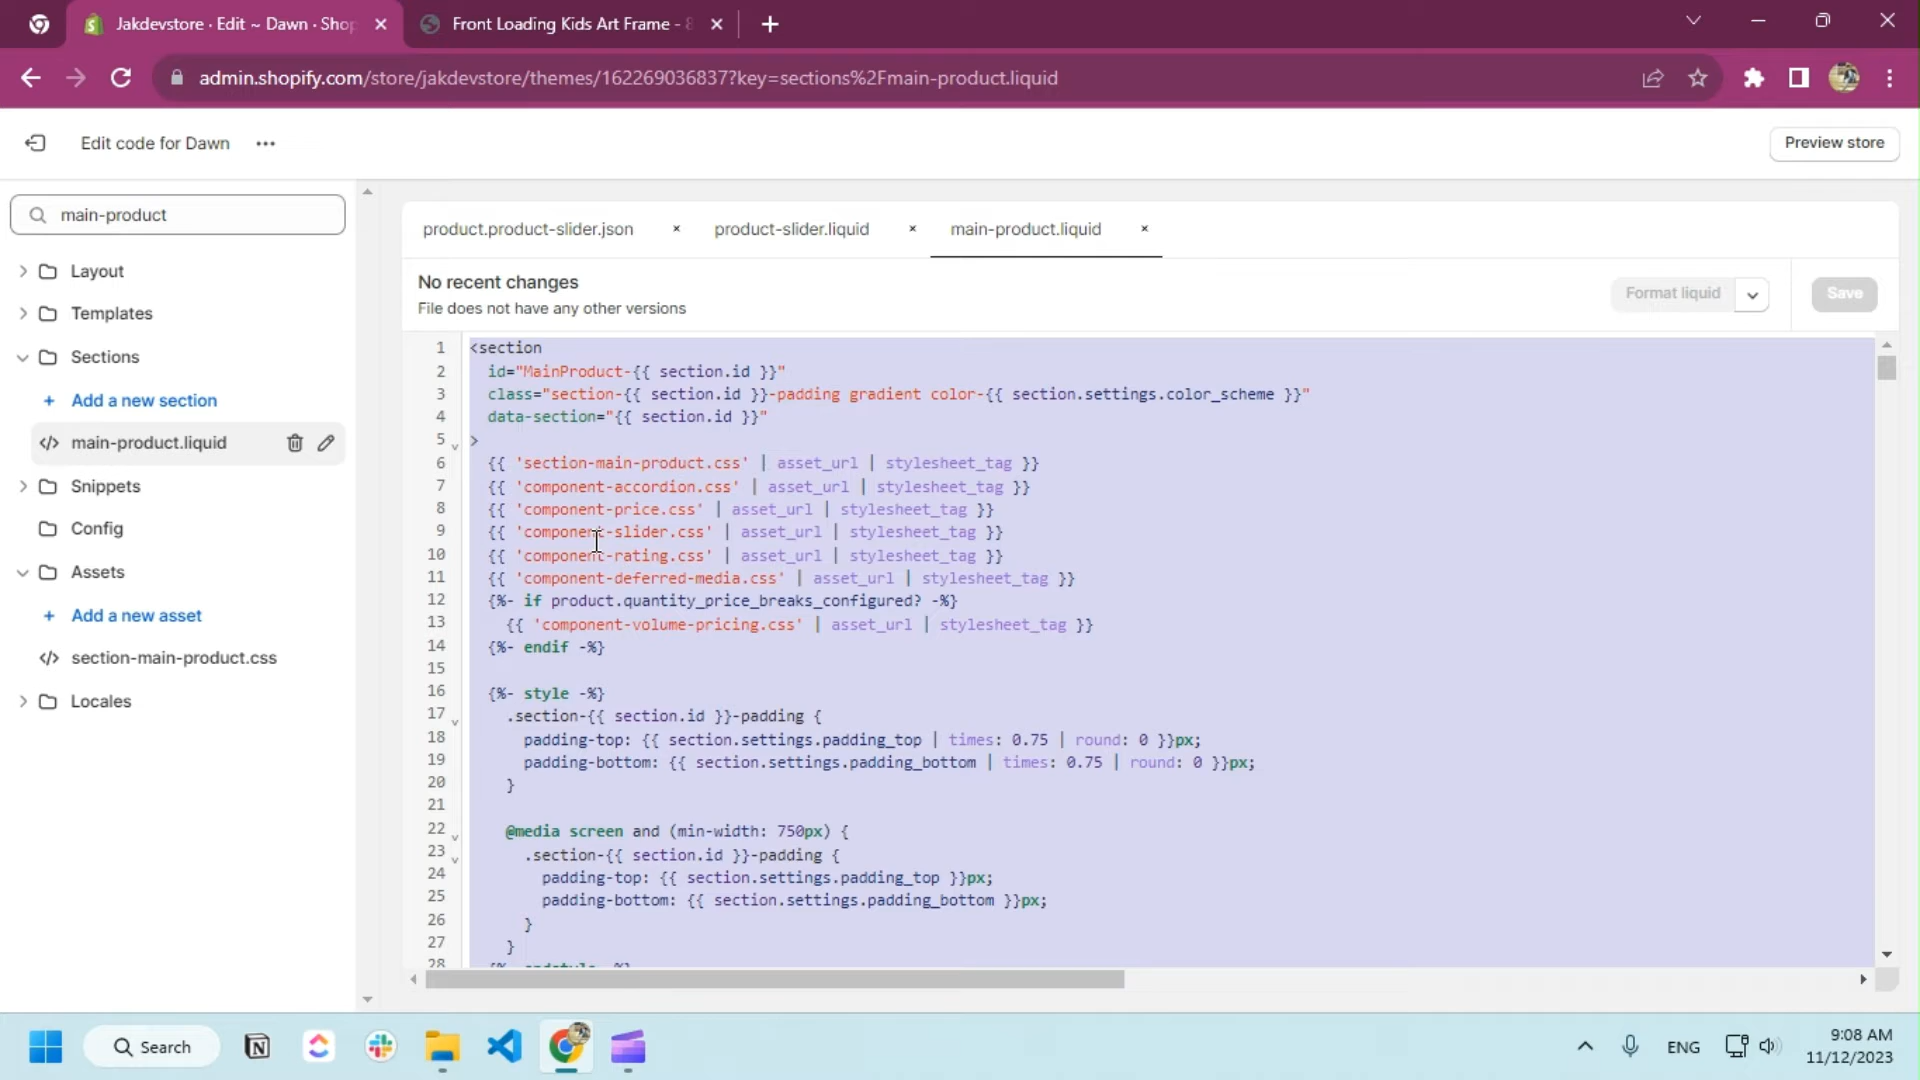 Jakdevstore · Edit ~ Dawn · Shop
Front Loading Kids Art Frame - 8
admin.shopify.com/store/jakdevstore/themes/162269036837?key=sections%2Fmain-product.liquid
Edit code for Dawn
Preview store
main-product
Layout
Templates
Sections
+ Add a new section
</> main-product.liquid
Snippets
Config
Assets
+ Add a new asset
</> section-main-product.css
Locales
product.product-slider.json ×
product-slider.liquid ×
main-product.liquid ×
No recent changes
File does not have any other versions
Format liquid
Save
1 <section
2 id="MainProduct-{{ section.id }}"
3 class="section-{{ section.id }}-padding gradient color-{{ section.settings.color_scheme }}"
4 data-section="{{ section.id }}"
5 >
6 {{ 'section-main-product.css' | asset_url | stylesheet_tag }}
7 {{ 'component-accordion.css' | asset_url | stylesheet_tag }}
8 {{ 'component-price.css' | asset_url | stylesheet_tag }}
9 {{ 'component-slider.css' | asset_url | stylesheet_tag }}
10 {{ 'component-rating.css' | asset_url | stylesheet_tag }}
11 {{ 'component-deferred-media.css' | asset_url | stylesheet_tag }}
12 {%- if product.quantity_price_breaks_configured? -%}
13 {{ 'component-volume-pricing.css' | asset_url | stylesheet_tag }}
14 {%- endif -%}
15
16 {%- style -%}
17 .section-{{ section.id }}-padding {
18 padding-top: {{ section.settings.padding_top | times: 0.75 | round: 0 }}px;
19 padding-bottom: {{ section.settings.padding_bottom | times: 0.75 | round: 0 }}px;
20 }
21
22 @media screen and (min-width: 750px) {
23 .section-{{ section.id }}-padding {
24 padding-top: {{ section.settings.padding_top }}px;
25 padding-bottom: {{ section.settings.padding_bottom }}px;
26 }
27 }
28 {%- endstyle -%}
Search
ENG
9:08 AM
11/12/2023